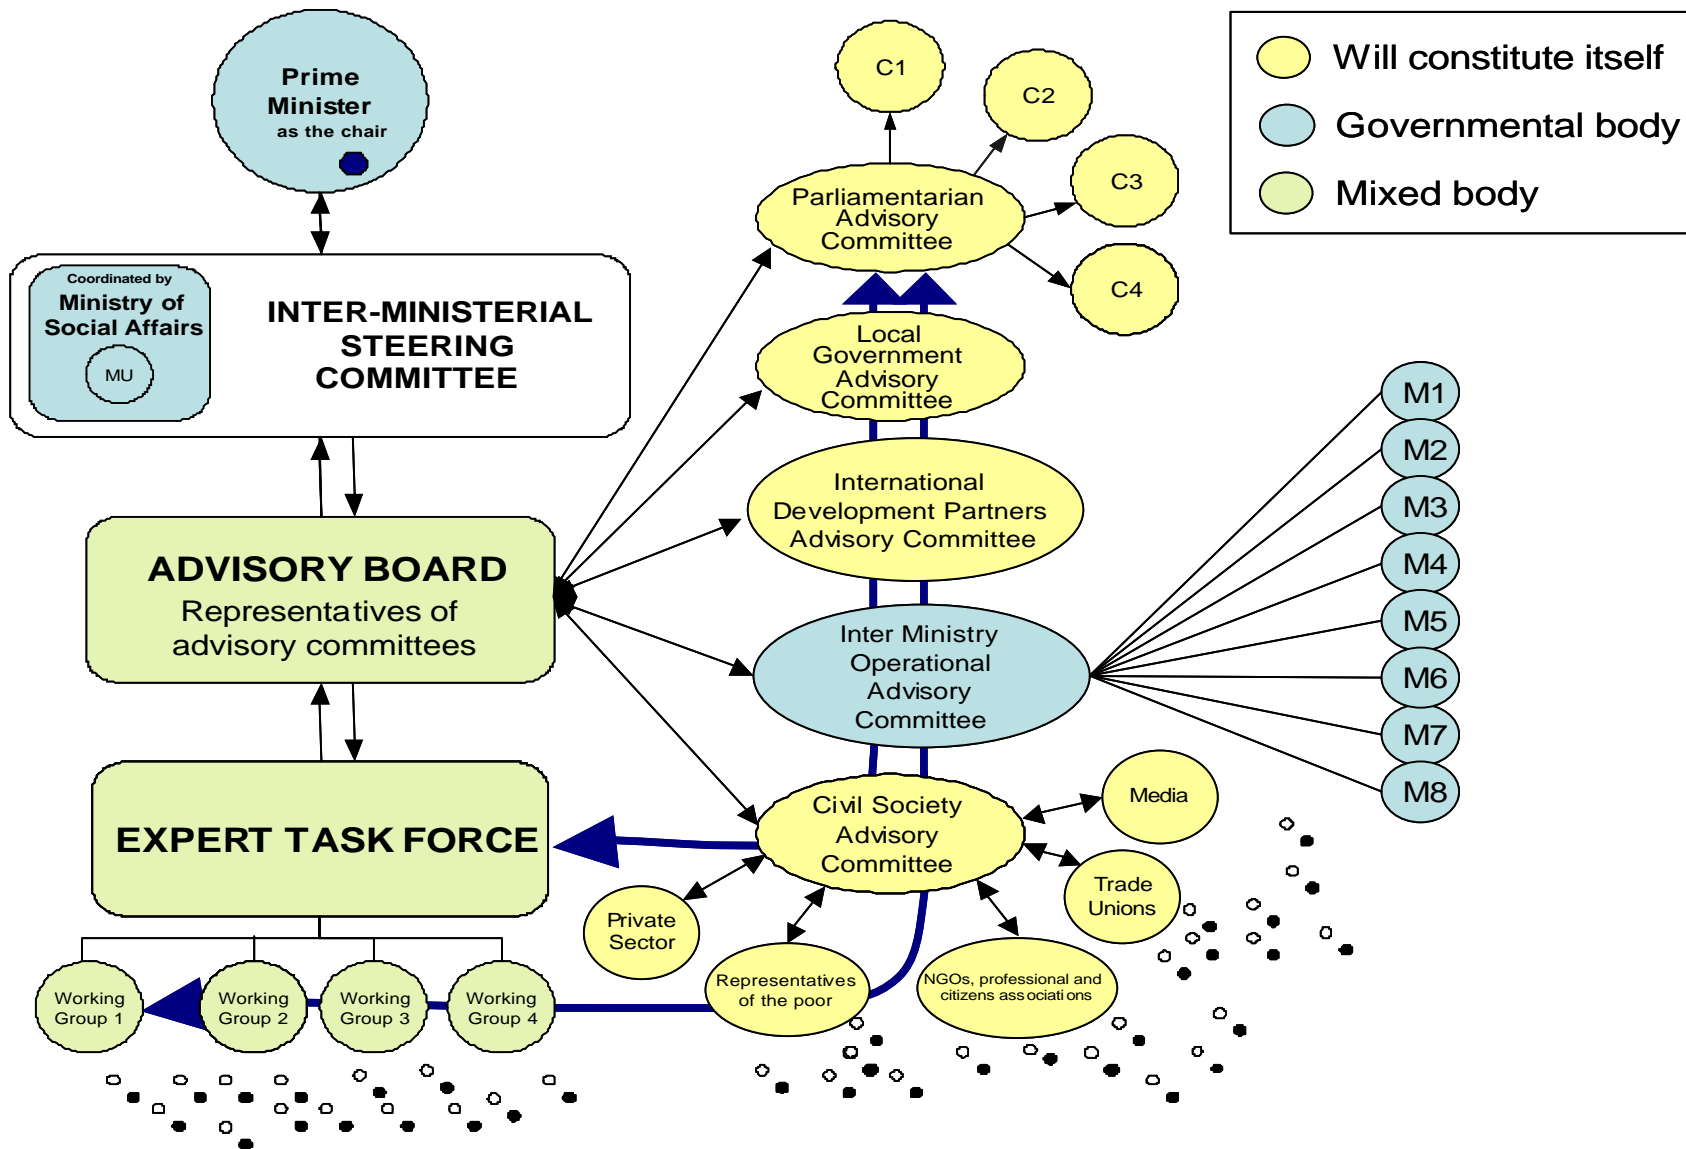 Prime
Minister
as the chair
Coordinated by
Ministry of
Social Affairs
MU
INTER-MINISTERIAL
STEERING
COMMITTEE
ADVISORY BOARD
Representatives of
advisory committees
EXPERT TASK FORCE
Working
Group 1
Working
Group 2
Working
Group 3
Working
Group 4
C1
C2
C3
C4
Parliamentarian
Advisory
Committee
Local
Government
Advisory
Committee
International
Development Partners
Advisory Committee
Inter Ministry
Operational
Advisory
Committee
Civil Society
Advisory
Committee
Media
Trade
Unions
Private
Sector
Representatives
of the poor
NGOs, professional and
citizens associations
M1
M2
M3
M4
M5
M6
M7
M8
Will constitute itself
Governmental body
Mixed body